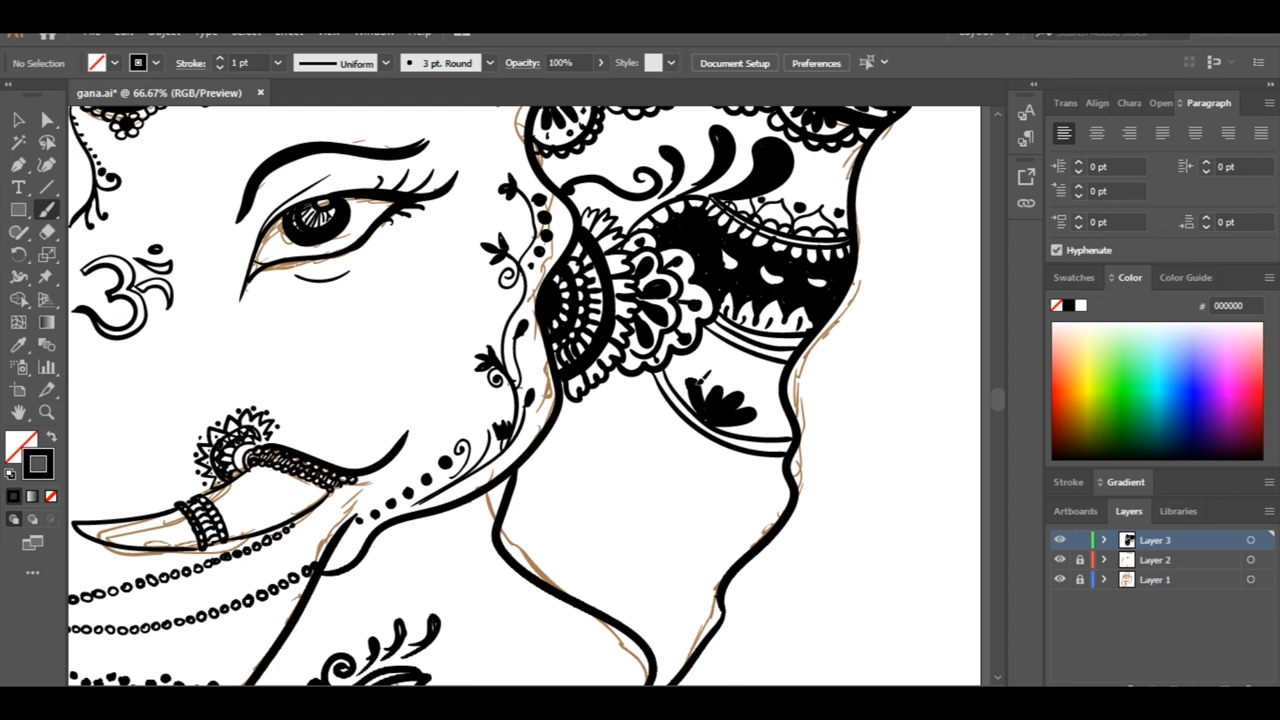 No Selection Stroke: 1 pt Uniform 3 pt. Round Opacity: 100% Style: Document Setup Preferences
gana.ai* @ 66.67% (RGB/Preview) ×
Trans Align Chara Open Paragraph
0 pt 0 pt
0 pt
0 pt 0 pt
Hyphenate
Swatches Color Color Guide
# 000000
Stroke Gradient
Artboards Layers Libraries
Layer 3
Layer 2
Layer 1
ॐ